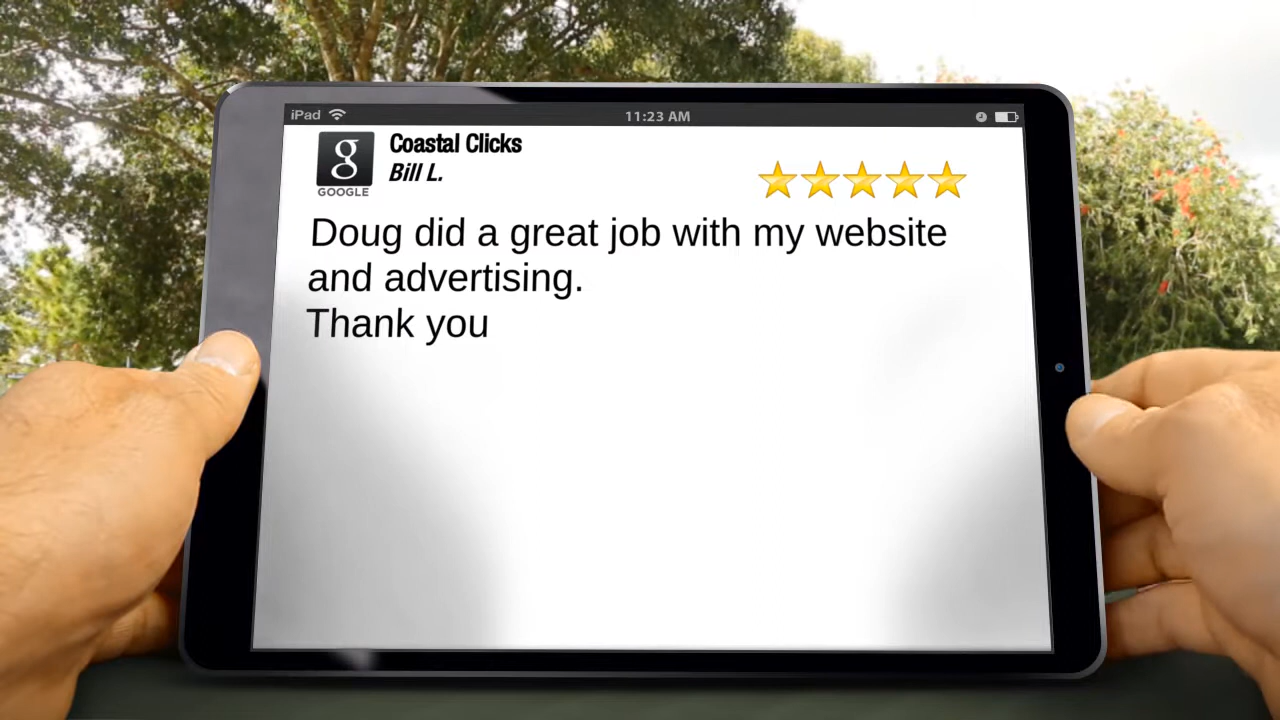 iPad 11:23 AM
g
GOOGLE
Coastal Clicks
Bill L.
Doug did a great job with my website
and advertising.
Thank you